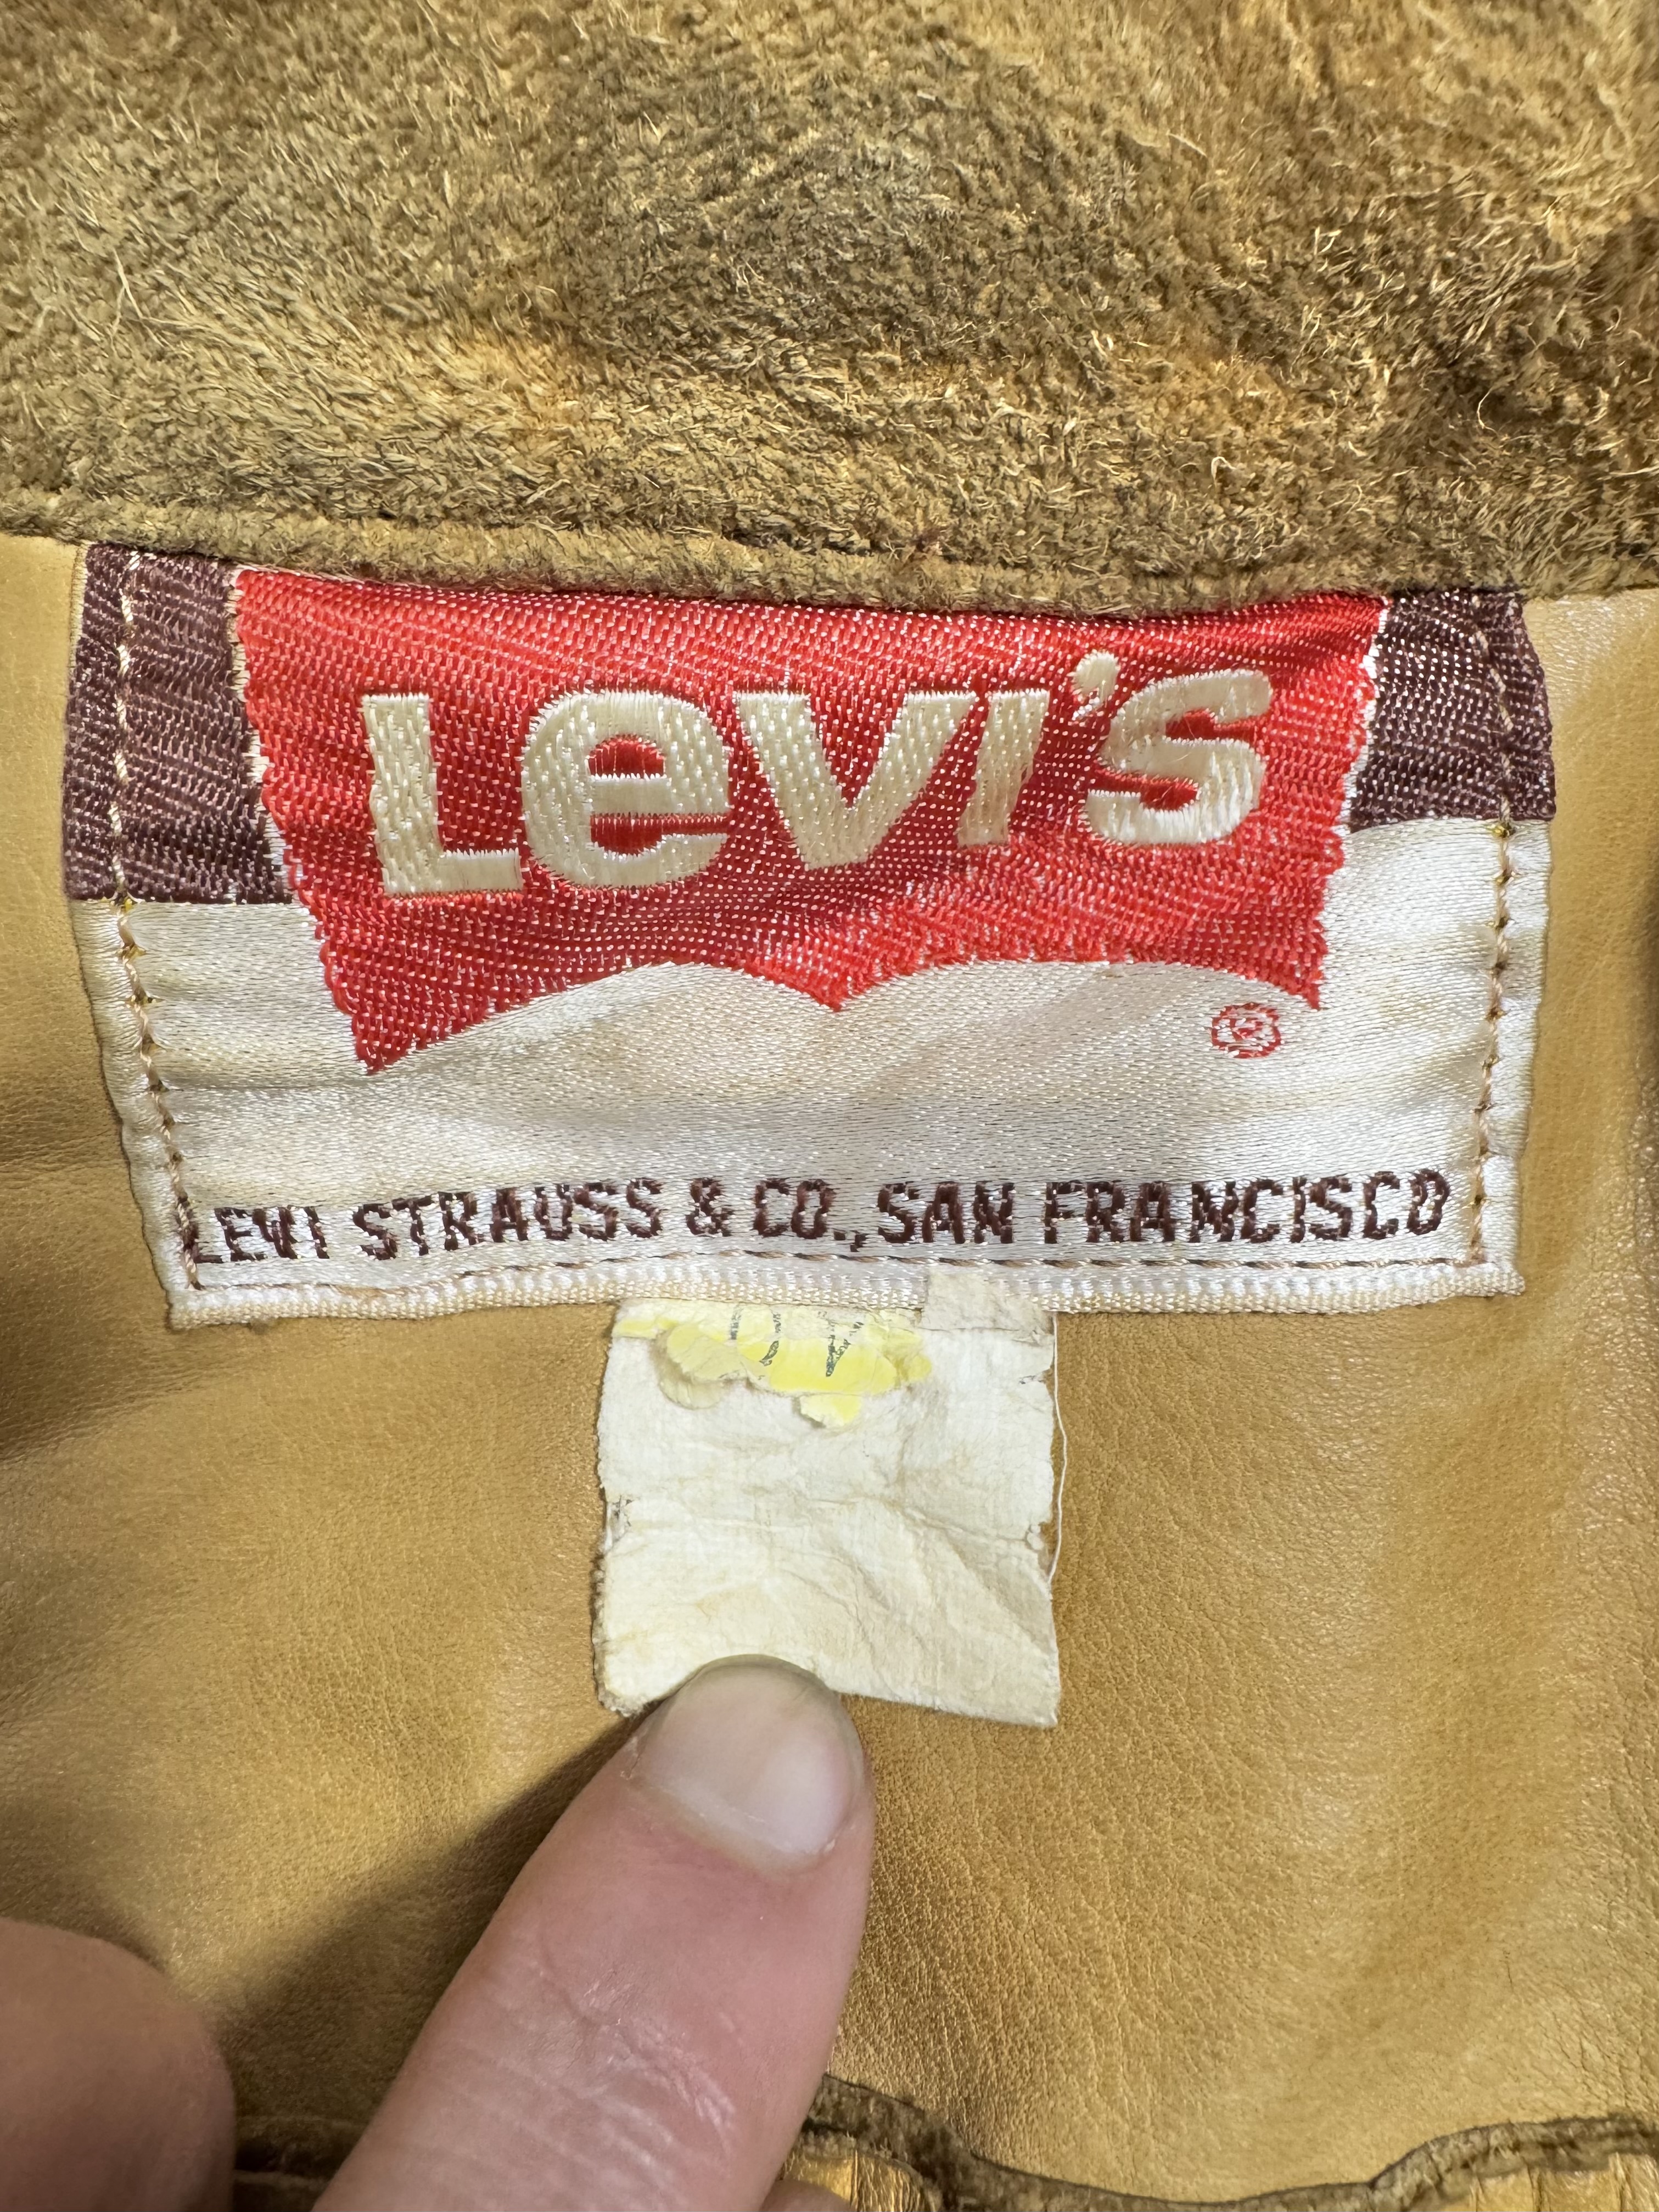 Levi's
®
LEVI STRAUSS & CO., SAN FRANCISCO